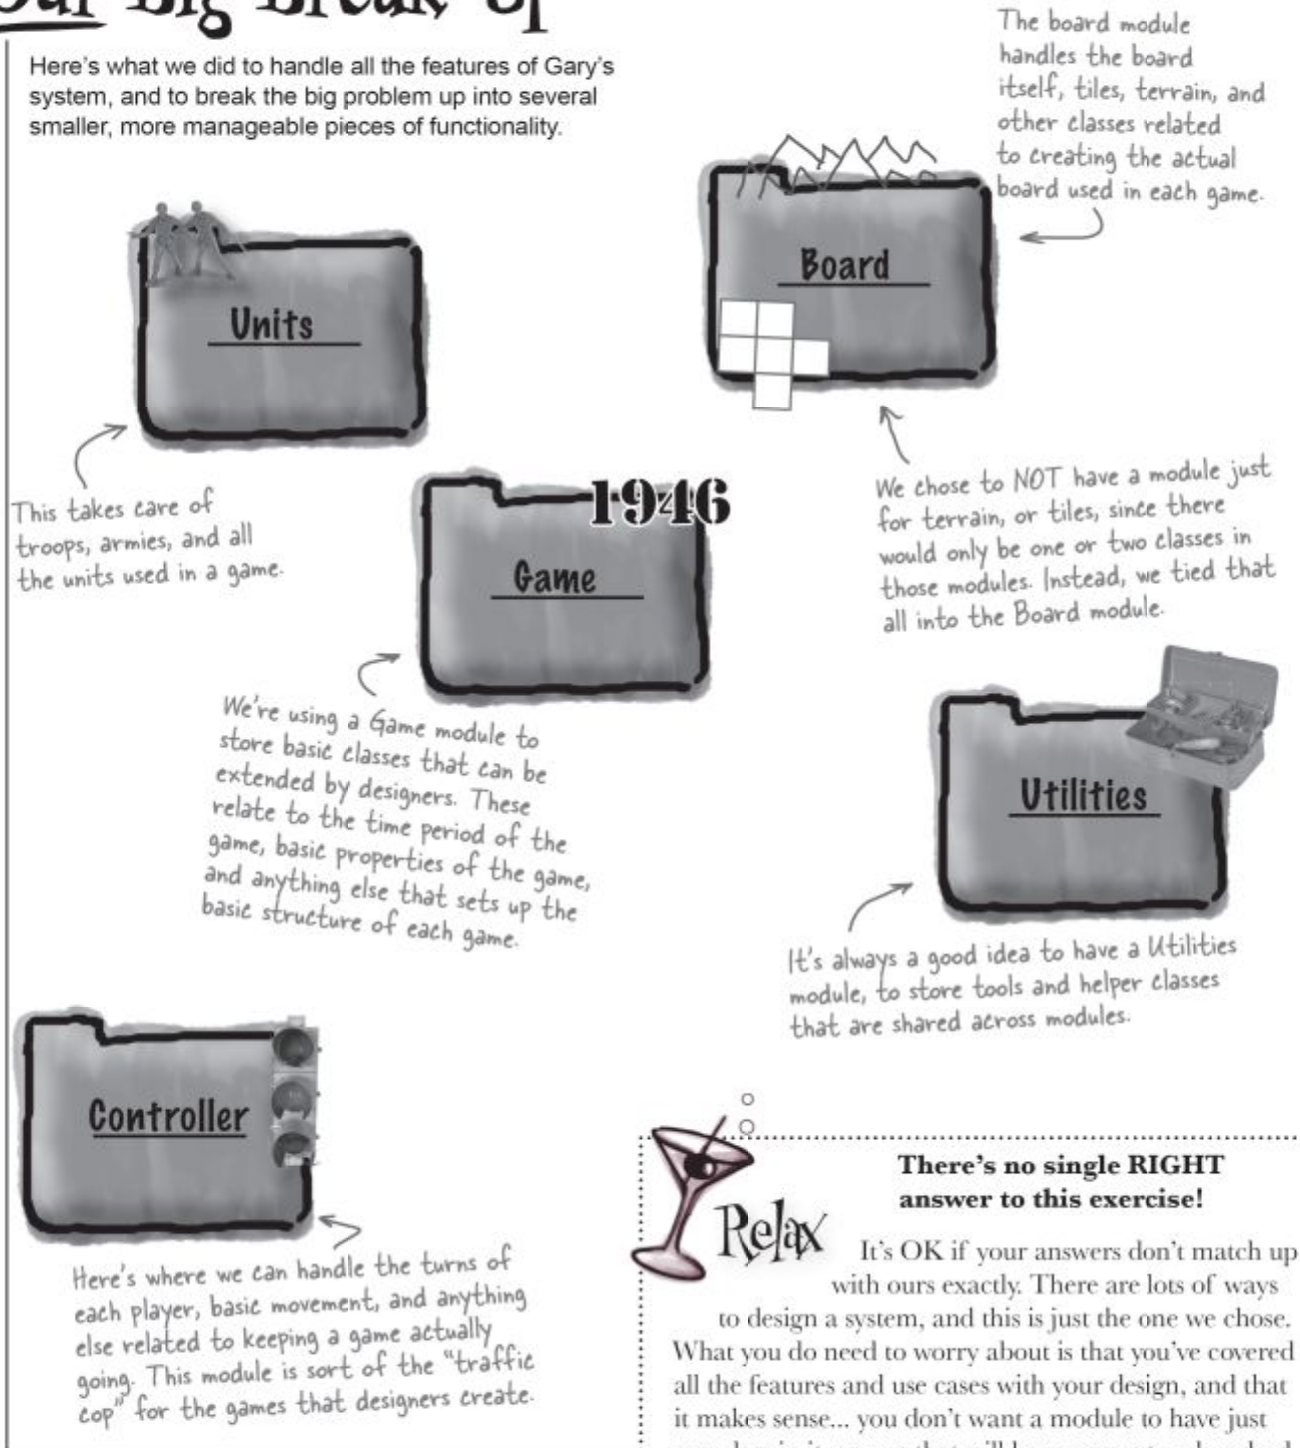 Our Big Break-Up
Here's what we did to handle all the features of Gary's
system, and to break the big problem up into several
smaller, more manageable pieces of functionality.
The board module
handles the board
itself, tiles, terrain, and
other classes related
to creating the actual
board used in each game.
Board
Units
This takes care of
troops, armies, and all
the units used in a game.
We chose to NOT have a module just
for terrain, or tiles, since there
would only be one or two classes in
those modules. Instead, we tied that
all into the Board module.
1946
Game
We're using a Game module to
store basic classes that can be
extended by designers. These
relate to the time period of the
game, basic properties of the game,
and anything else that sets up the
basic structure of each game.
Utilities
It's always a good idea to have a Utilities
module, to store tools and helper classes
that are shared across modules.
Controller
Here's where we can handle the turns of
each player, basic movement, and anything
else related to keeping a game actually
going. This module is sort of the "traffic
cop" for the games that designers create.
Relax
There's no single RIGHT
answer to this exercise!
It's OK if your answers don't match up
with ours exactly. There are lots of ways
to design a system, and this is just the one we chose.
What you do need to worry about is that you've covered
all the features and use cases with your design, and that
it makes sense... you don't want a module to have just